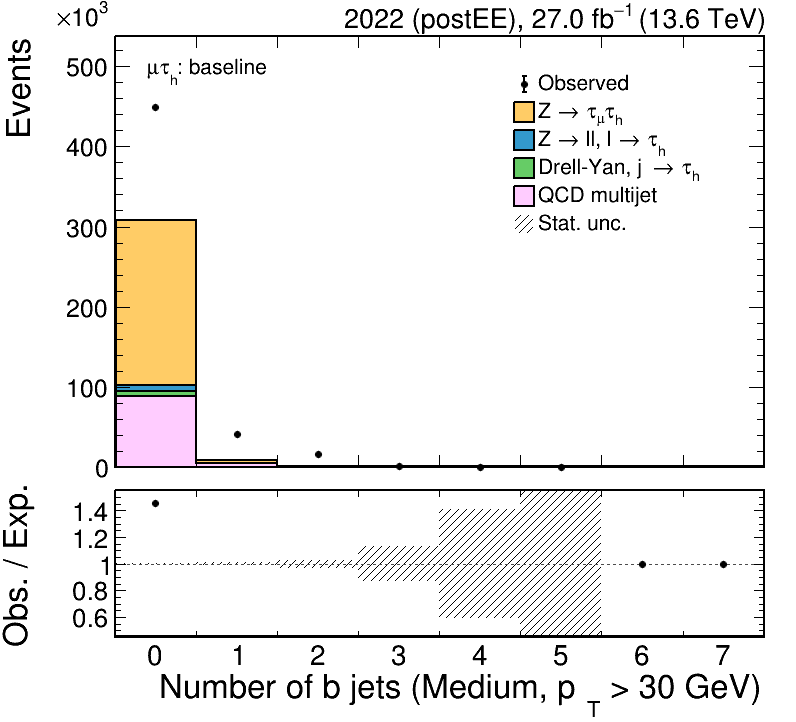 ×10³ 2022 (postEE), 27.0 fb⁻¹ (13.6 TeV)
Events
μτₕ: baseline
500
400
300
200
100
0
Observed
Z → τ_μτₕ
Z → ll, l → τₕ
Drell-Yan, j → τₕ
QCD multijet
Stat. unc.
Obs. / Exp.
1.4
1.2
1
0.8
0.6
0 1 2 3 4 5 6 7
Number of b jets (Medium, p_T > 30 GeV)